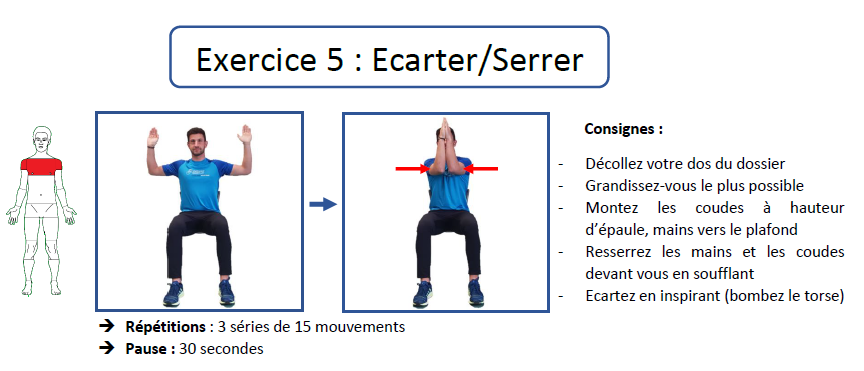 Exercice 5 : Ecarter/Serrer
Consignes :
- Décollez votre dos du dossier
- Grandissez-vous le plus possible
- Montez les coudes à hauteur
d'épaule, mains vers le plafond
- Resserrez les mains et les coudes
devant vous en soufflant
- Ecartez en inspirant (bombez le torse)
➔ Répétitions : 3 séries de 15 mouvements
➔ Pause : 30 secondes